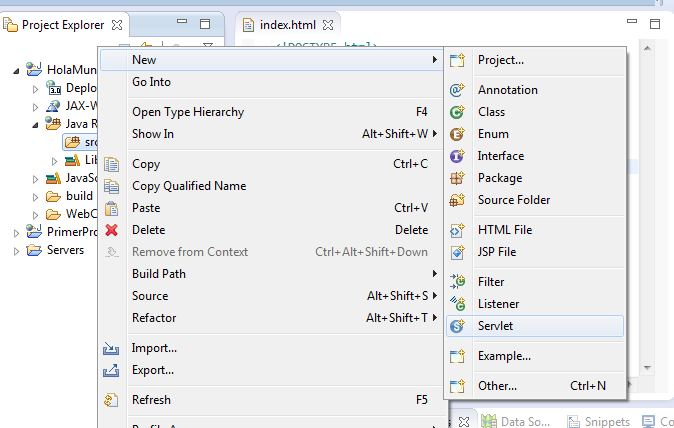 Project Explorer
index.html
<!DOCTYPE html>
HolaMun
Deplo
3.0
JAX-W
Java R
src
Lib
JavaSc
build
WebC
PrimerPro
Servers
New
Go Into
Open Type Hierarchy F4
Show In Alt+Shift+W
Copy Ctrl+C
Copy Qualified Name
Paste Ctrl+V
Delete Delete
Remove from Context Ctrl+Alt+Shift+Down
Build Path
Source Alt+Shift+S
Refactor Alt+Shift+T
Import...
Export...
Refresh F5
Project...
Annotation
Class
Enum
Interface
Package
Source Folder
HTML File
JSP File
Filter
Listener
Servlet
Example...
Other... Ctrl+N
Data So...
Snippets
Co